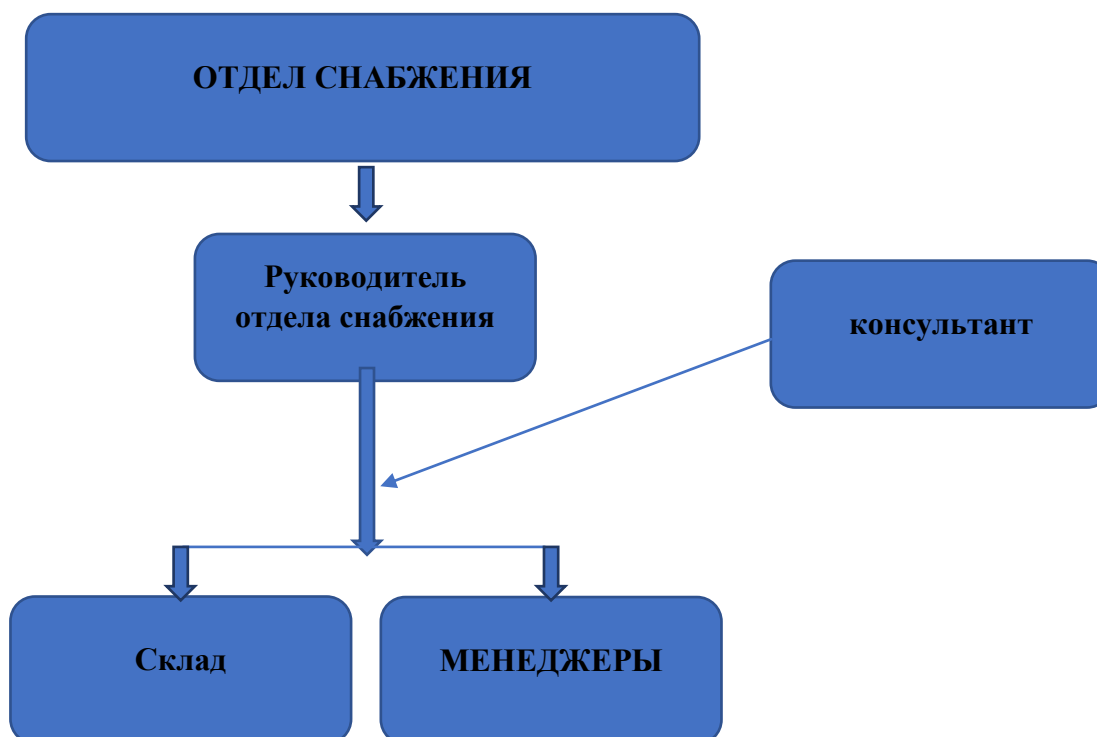 ОТДЕЛ СНАБЖЕНИЯ
Руководитель
отдела снабжения
консультант
Склад
МЕНЕДЖЕРЫ